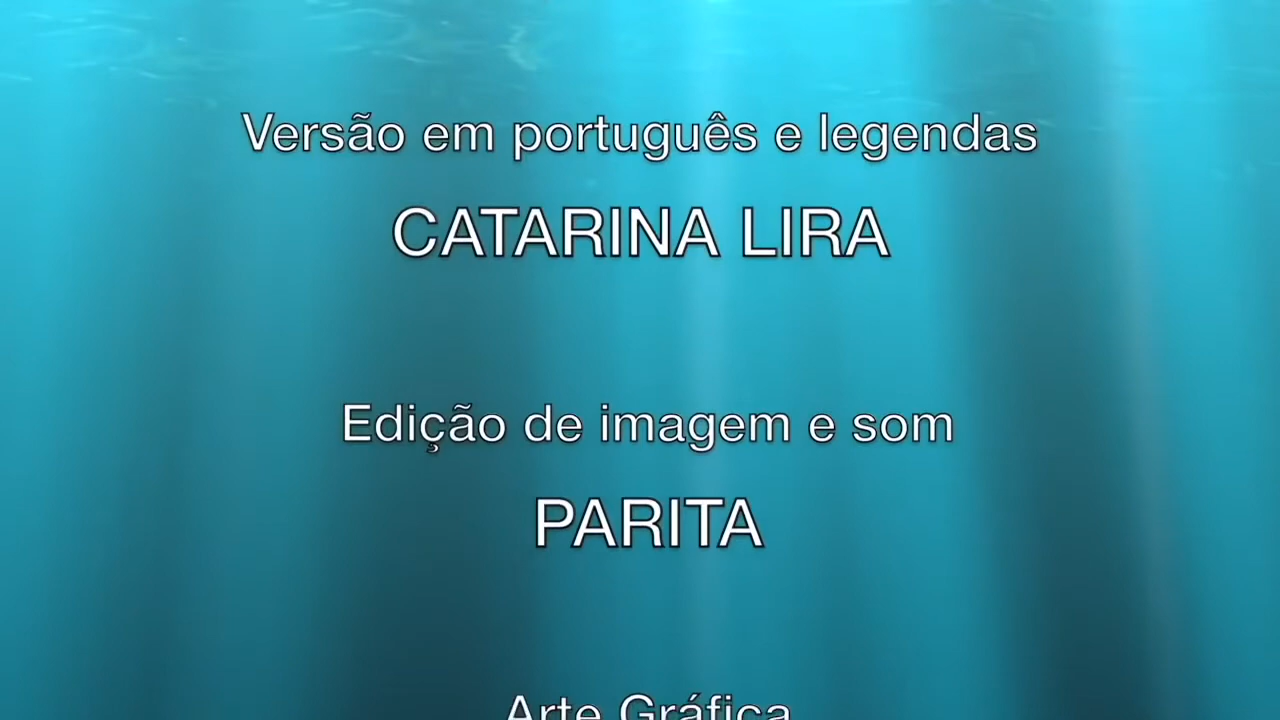 Versão em português e legendas
CATARINA LIRA
Edição de imagem e som
PARITA
Arte Gráfica